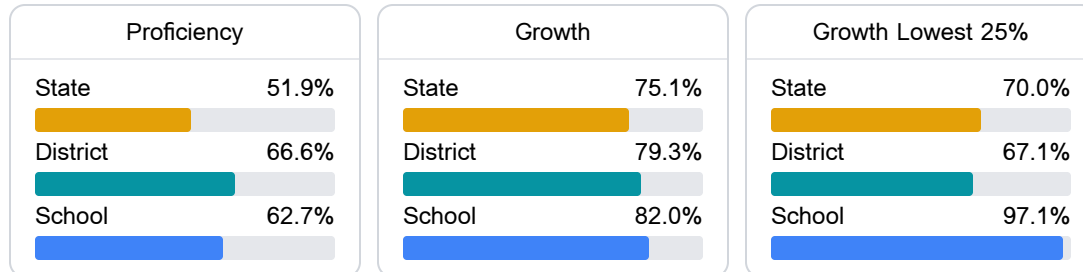 Proficiency
State 51.9%
District 66.6%
School 62.7%
Growth
State 75.1%
District 79.3%
School 82.0%
Growth Lowest 25%
State 70.0%
District 67.1%
School 97.1%